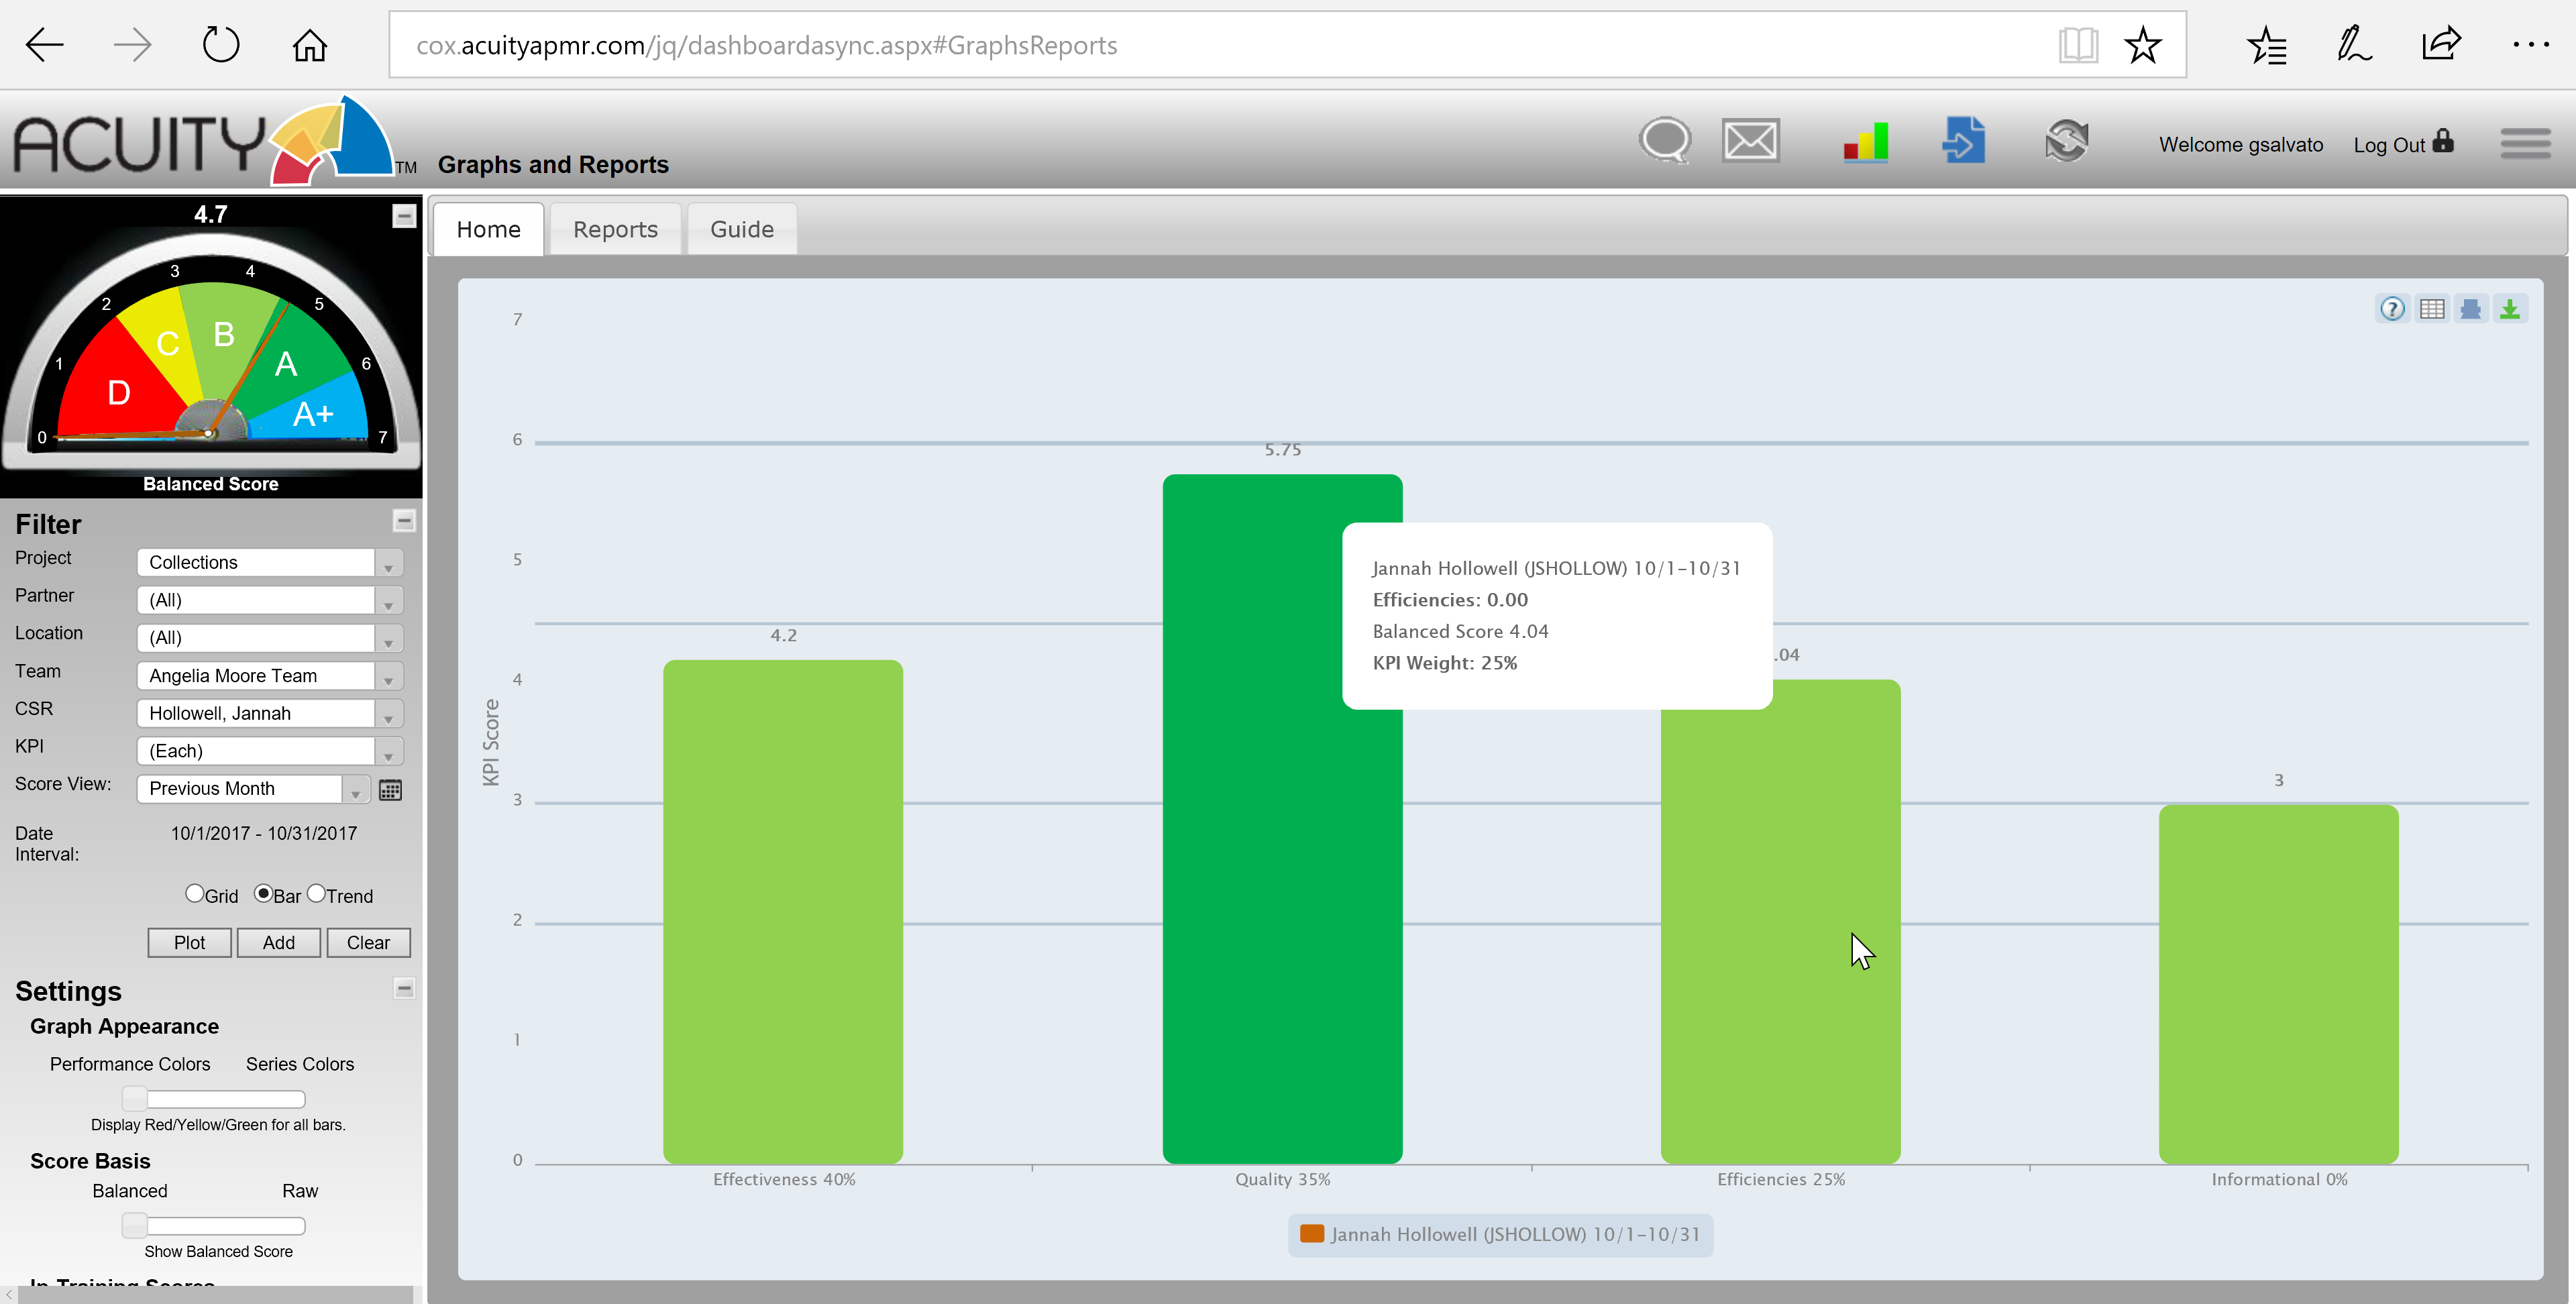 cox.acuityapmr.com/jq/dashboardasync.aspx#GraphsReports
ACUITY TM
Graphs and Reports
Welcome gsalvato
Log Out
4.7
0 1 2 3 4 5 6 7
D C B A A+
Balanced Score
Filter
Project Collections
Partner (All)
Location (All)
Team Angelia Moore Team
CSR Hollowell, Jannah
KPI (Each)
Score View: Previous Month
Date Interval: 10/1/2017 - 10/31/2017
Grid Bar Trend
Plot Add Clear
Settings
Graph Appearance
Performance Colors Series Colors
Display Red/Yellow/Green for all bars.
Score Basis
Balanced Raw
Show Balanced Score
Home Reports Guide
7
6
5
4
3
2
1
0
KPI Score
4.2
5.75
.04
3
Jannah Hollowell (JSHOLLOW) 10/1-10/31
Efficiencies: 0.00
Balanced Score 4.04
KPI Weight: 25%
Effectiveness 40%
Quality 35%
Efficiencies 25%
Informational 0%
Jannah Hollowell (JSHOLLOW) 10/1-10/31